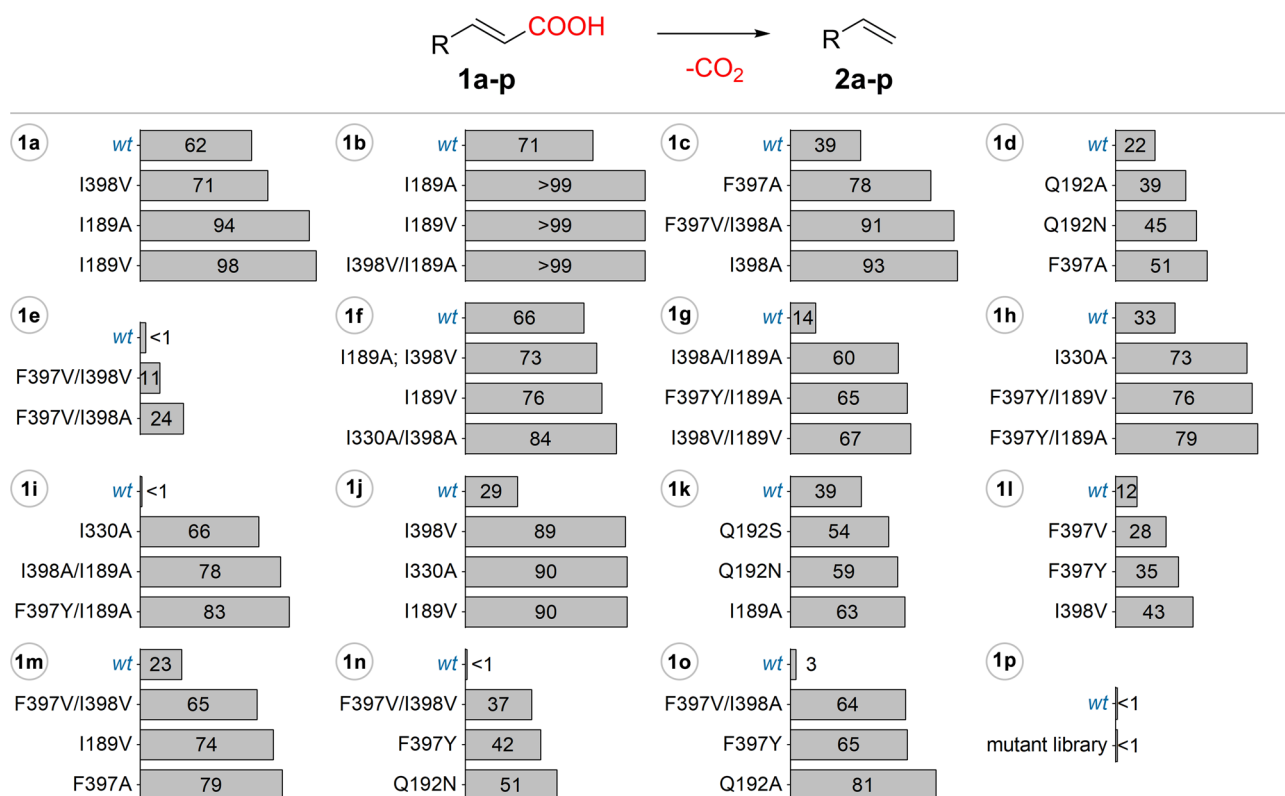 R COOH R
-CO2
1a-p 2a-p
1a wt 62
I398V 71
I189A 94
I189V 98
1b wt 71
I189A >99
I189V >99
I398V/I189A >99
1c wt 39
F397A 78
F397V/I398A 91
I398A 93
1d wt 22
Q192A 39
Q192N 45
F397A 51
1e wt <1
F397V/I398V 11
F397V/I398A 24
1f wt 66
I189A; I398V 73
I189V 76
I330A/I398A 84
1g wt 14
I398A/I189A 60
F397Y/I189A 65
I398V/I189V 67
1h wt 33
I330A 73
F397Y/I189V 76
F397Y/I189A 79
1i wt <1
I330A 66
I398A/I189A 78
F397Y/I189A 83
1j wt 29
I398V 89
I330A 90
I189V 90
1k wt 39
Q192S 54
Q192N 59
I189A 63
1l wt 12
F397V 28
F397Y 35
I398V 43
1m wt 23
F397V/I398V 65
I189V 74
F397A 79
1n wt <1
F397V/I398V 37
F397Y 42
Q192N 51
1o wt 3
F397V/I398A 64
F397Y 65
Q192A 81
1p
wt <1
mutant library <1